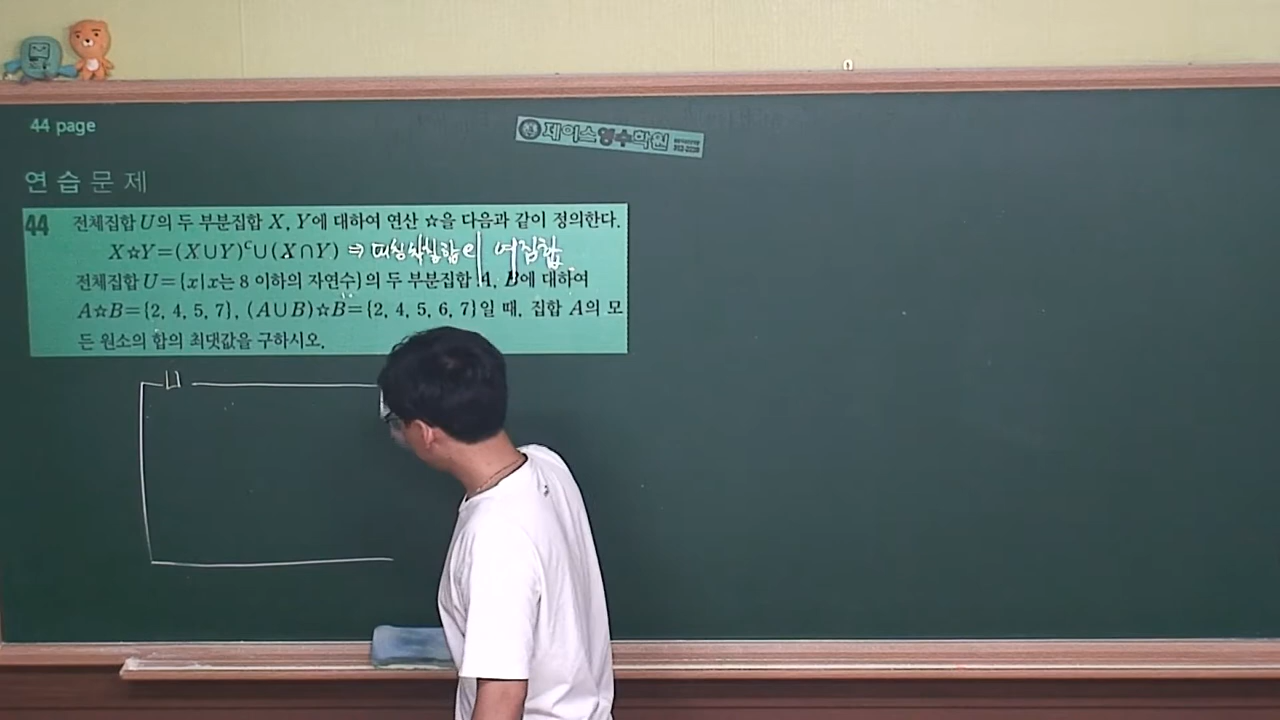 44 page
제이스영수학원
연습문제
44 전체집합 U의 두 부분집합 X, Y에 대하여 연산 ☆을 다음과 같이 정의한다.
X☆Y=(X∪Y)ᶜ∪(X∩Y) ⇒ 대칭차집합의 여집합
전체집합 U={x|x는 8 이하의 자연수}의 두 부분집합 A, B에 대하여
A☆B={2, 4, 5, 7}, (A∪B)☆B={2, 4, 5, 6, 7}일 때, 집합 A의 모
든 원소의 합의 최댓값을 구하시오.
U